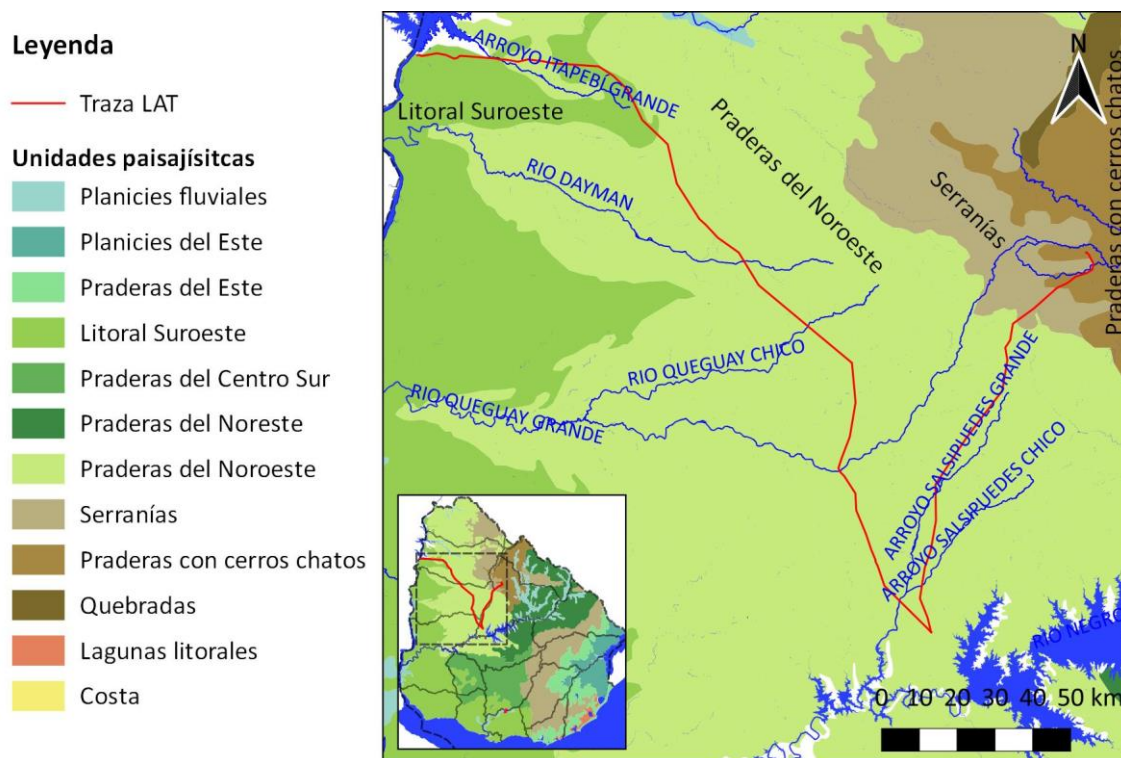 Leyenda
Traza LAT
Unidades paisajísitcas
Planicies fluviales
Planicies del Este
Praderas del Este
Litoral Suroeste
Praderas del Centro Sur
Praderas del Noreste
Praderas del Noroeste
Serranías
Praderas con cerros chatos
Quebradas
Lagunas litorales
Costa
ARROYO ITAPEBÍ GRANDE
N
Litoral Suroeste
Praderas del Noroeste
RIO DAYMAN
Serranías
Praderas con cerros chatos
RIO QUEGUAY CHICO
RIO QUEGUAY GRANDE
ARROYO SALSIPUEDES GRANDE
ARROYO SALSIPUEDES CHICO
RIO NEGRO
0 10 20 30 40 50 km